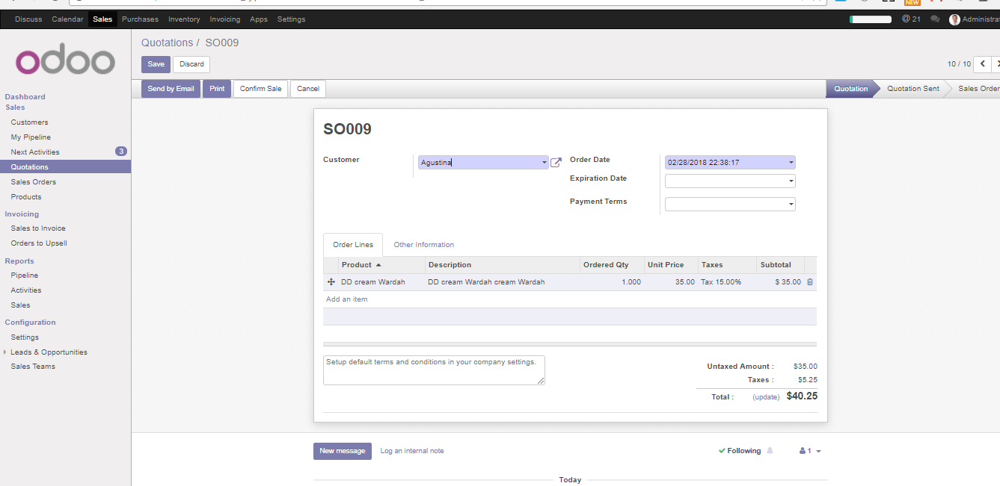 NEW
Discuss Calendar Sales Purchases Inventory Invoicing Apps Settings @ 21 Administra
odoo
Quotations / SO009
Save Discard 10 / 10
Send by Email Print Confirm Sale Cancel Quotation Quotation Sent Sales Order
Dashboard
Sales
Customers
My Pipeline
Next Activities 3
Quotations
Sales Orders
Products
Invoicing
Sales to Invoice
Orders to Upsell
Reports
Pipeline
Activities
Sales
Configuration
Settings
Leads & Opportunities
Sales Teams
SO009
Customer Agustina Order Date 02/28/2018 22:38:17
Expiration Date
Payment Terms
Order Lines Other Information
Product Description Ordered Qty Unit Price Taxes Subtotal
DD cream Wardah DD cream Wardah cream Wardah 1.000 35.00 Tax 15.00% $ 35.00
Add an item
Setup default terms and conditions in your company settings.
Untaxed Amount : $35.00
Taxes : $5.25
Total : (update) $40.25
New message Log an internal note Following 1
Today